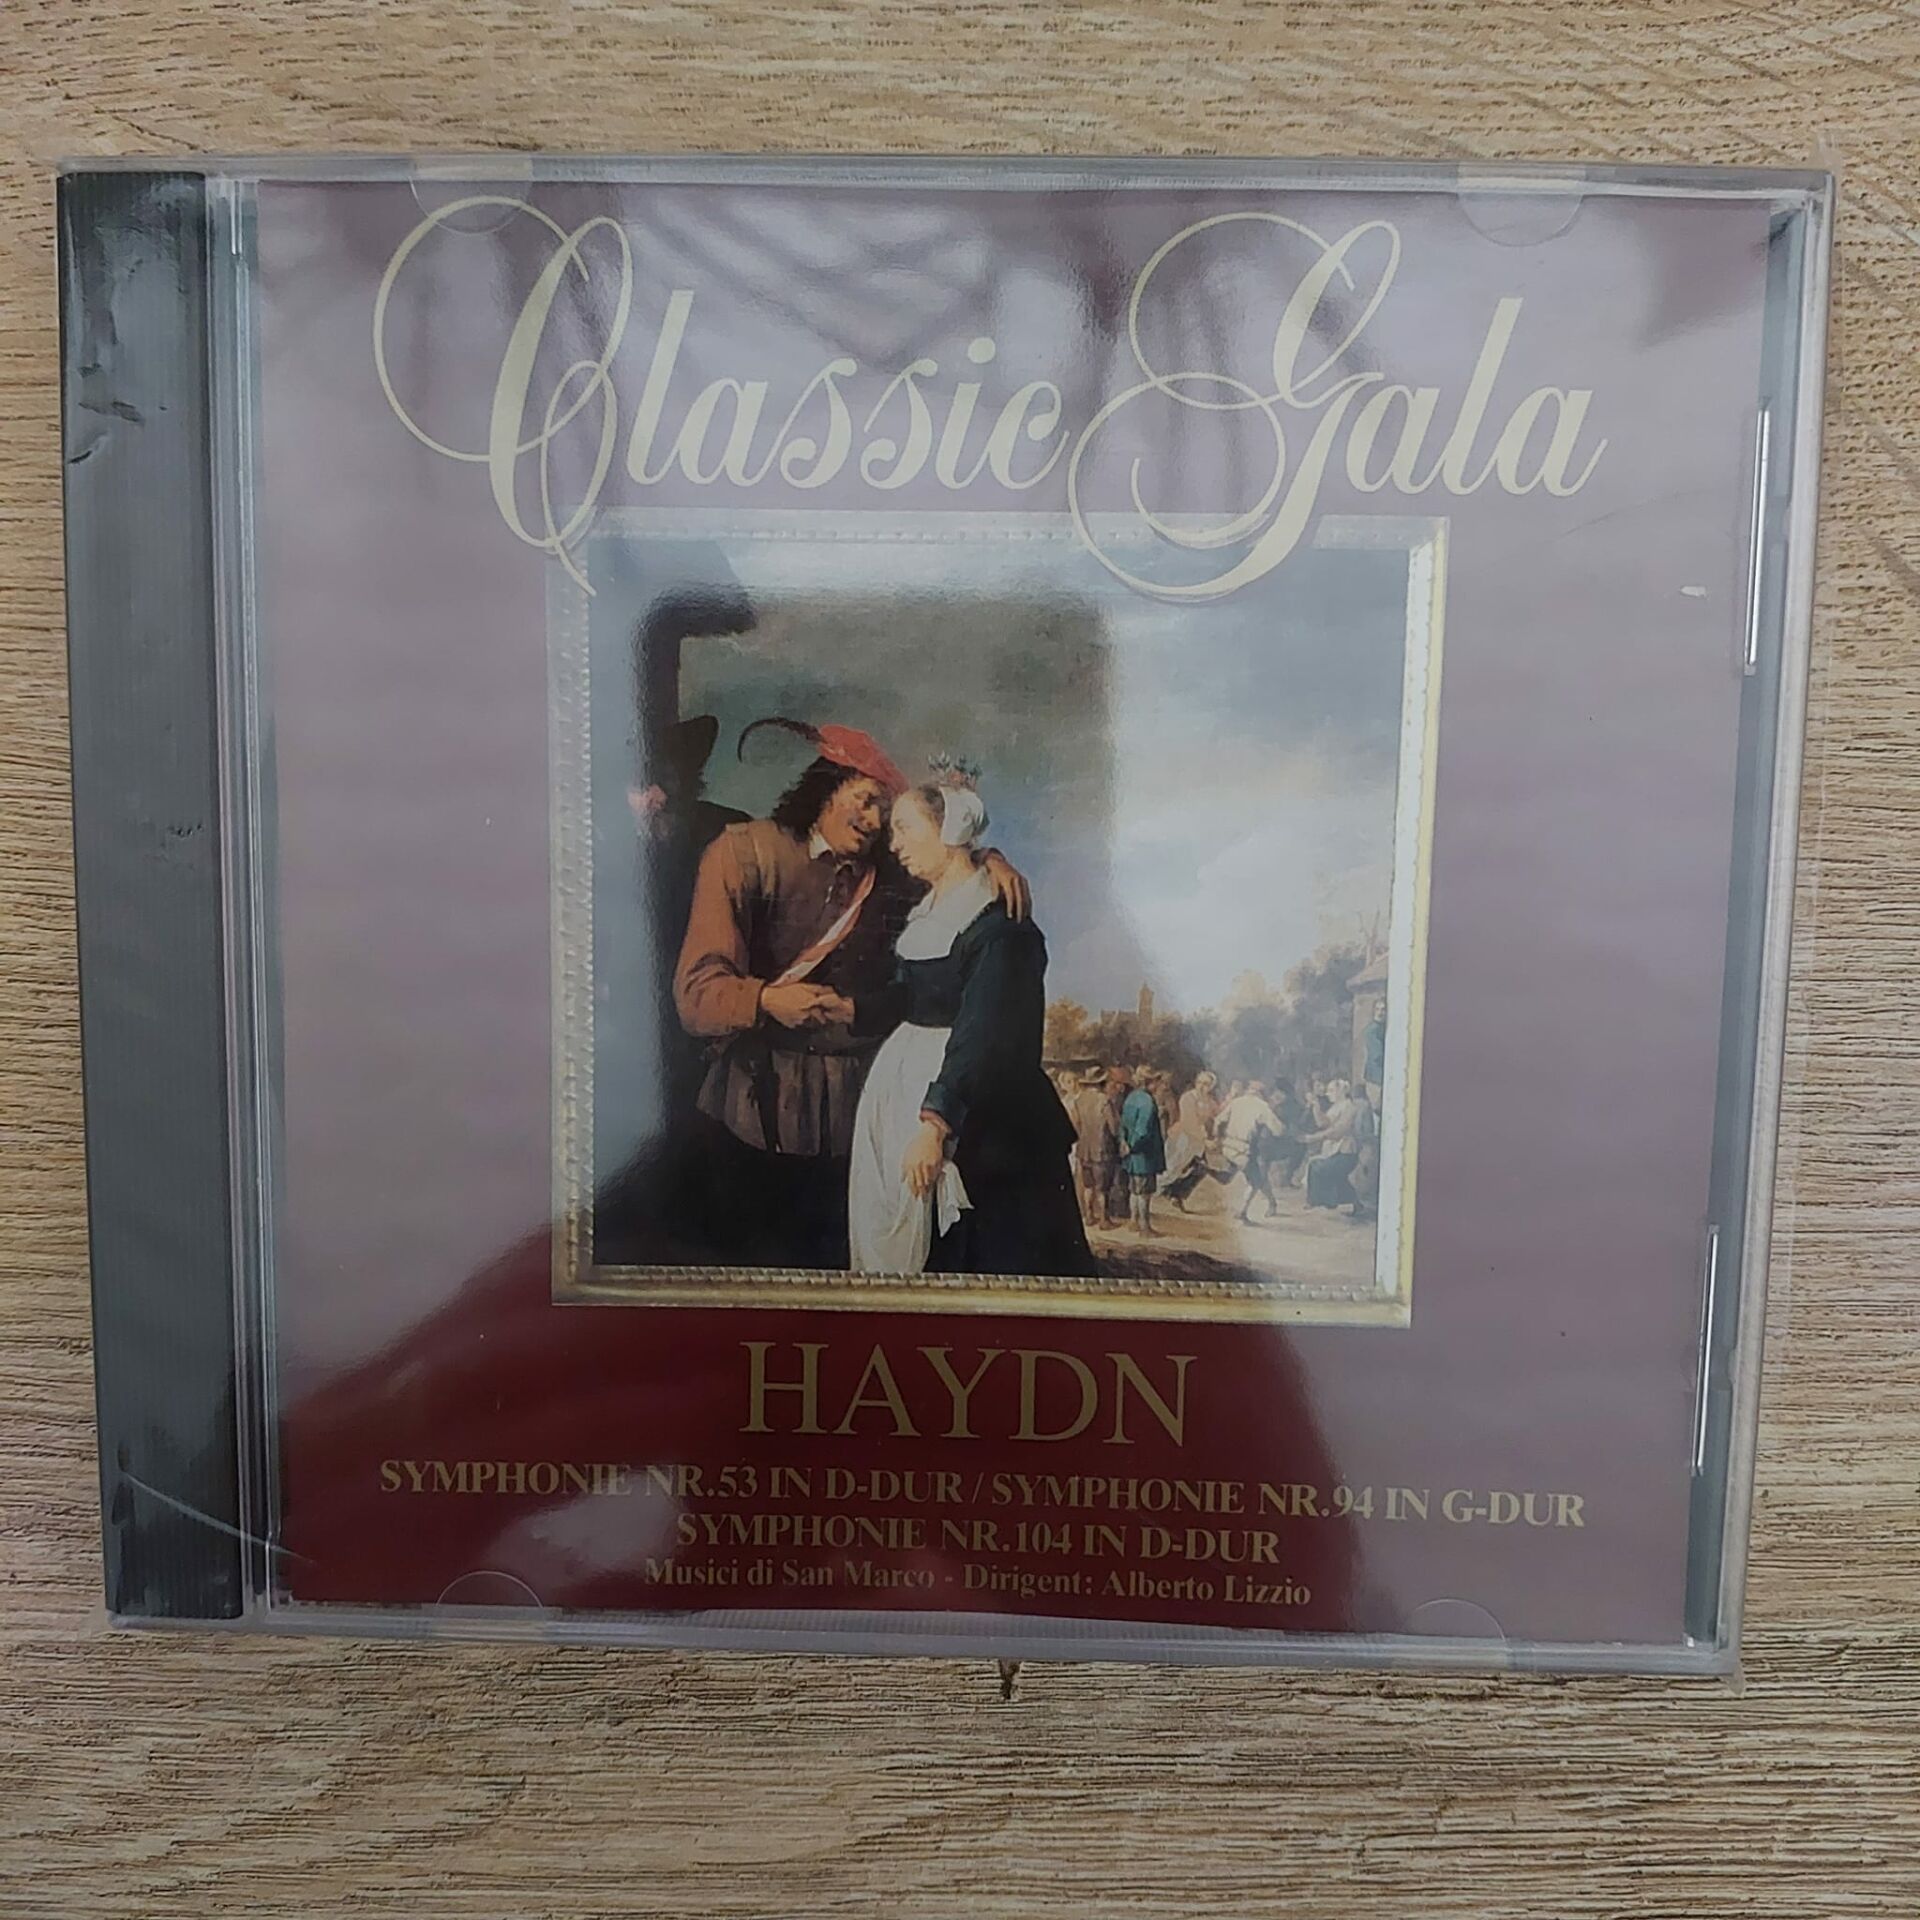 Classic Gala
HAYDN
SYMPHONIE NR.53 IN D-DUR / SYMPHONIE NR.94 IN G-DUR
SYMPHONIE NR.104 IN D-DUR
Musici di San Marco - Dirigent: Alberto Lizzio